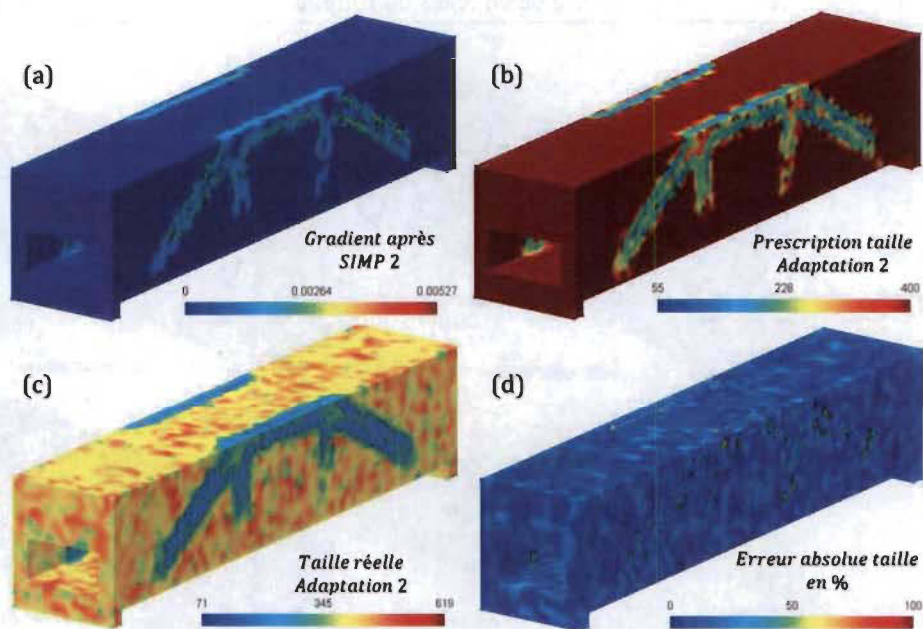 (a)
Gradient après
SIMP 2
0 0.00264 0.00527
(b)
Prescription taille
Adaptation 2
55 228 400
(c)
Taille réelle
Adaptation 2
71 345 619
(d)
Erreur absolue taille
en %
0 50 100